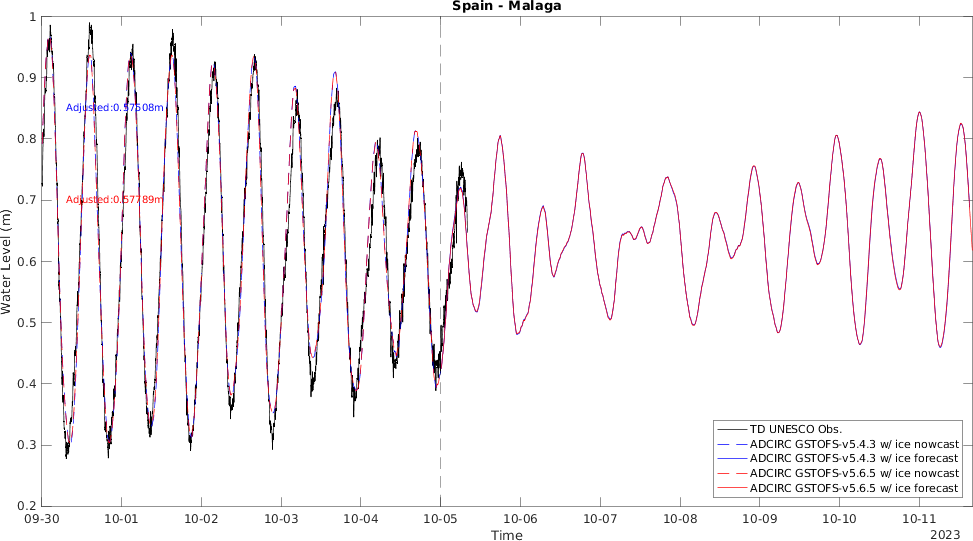 Spain - Malaga
Water Level (m)
1
0.9
0.8
0.7
0.6
0.5
0.4
0.3
0.2
Adjusted:0.57508m
Adjusted:0.57789m
TD UNESCO Obs.
ADCIRC GSTOFS-v5.4.3 w/ ice nowcast
ADCIRC GSTOFS-v5.4.3 w/ ice forecast
ADCIRC GSTOFS-v5.6.5 w/ ice nowcast
ADCIRC GSTOFS-v5.6.5 w/ ice forecast
09-30 10-01 10-02 10-03 10-04 10-05 10-06 10-07 10-08 10-09 10-10 10-11
Time
2023